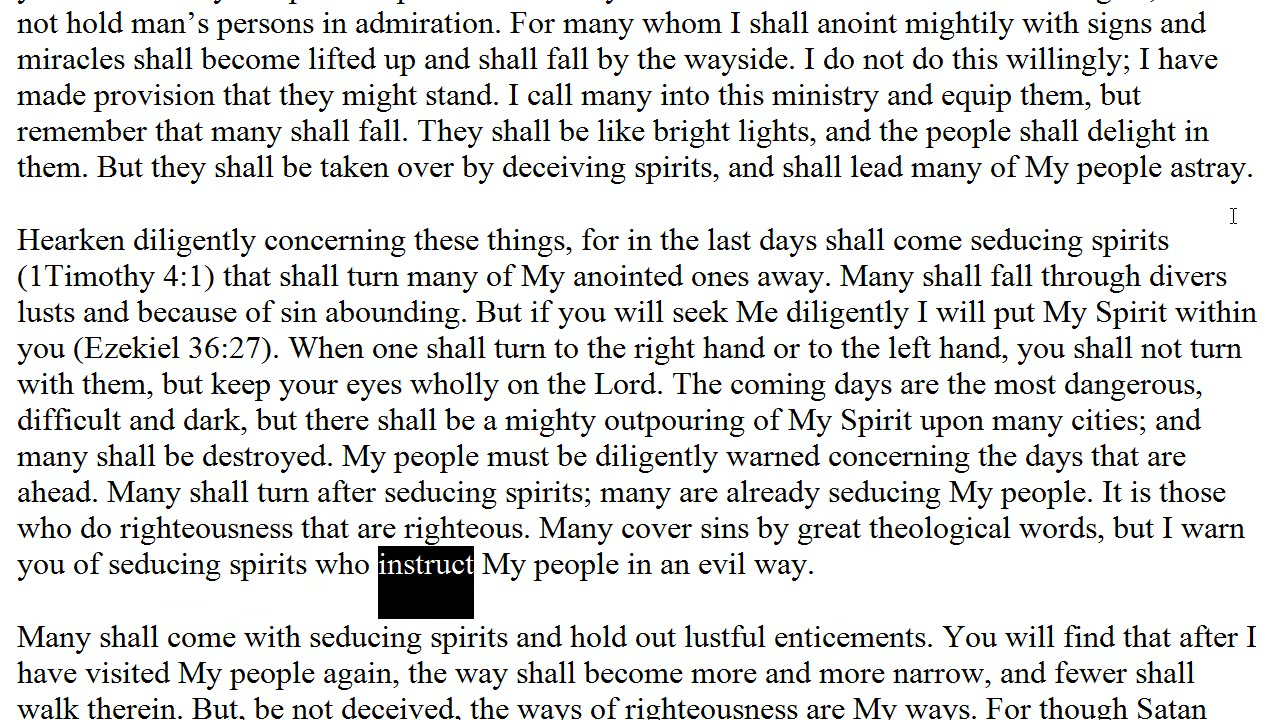 not hold man’s persons in admiration. For many whom I shall anoint mightily with signs and
miracles shall become lifted up and shall fall by the wayside. I do not do this willingly; I have
made provision that they might stand. I call many into this ministry and equip them, but
remember that many shall fall. They shall be like bright lights, and the people shall delight in
them. But they shall be taken over by deceiving spirits, and shall lead many of My people astray.
Hearken diligently concerning these things, for in the last days shall come seducing spirits
(1Timothy 4:1) that shall turn many of My anointed ones away. Many shall fall through divers
lusts and because of sin abounding. But if you will seek Me diligently I will put My Spirit within
you (Ezekiel 36:27). When one shall turn to the right hand or to the left hand, you shall not turn
with them, but keep your eyes wholly on the Lord. The coming days are the most dangerous,
difficult and dark, but there shall be a mighty outpouring of My Spirit upon many cities; and
many shall be destroyed. My people must be diligently warned concerning the days that are
ahead. Many shall turn after seducing spirits; many are already seducing My people. It is those
who do righteousness that are righteous. Many cover sins by great theological words, but I warn
you of seducing spirits who instruct My people in an evil way.
Many shall come with seducing spirits and hold out lustful enticements. You will find that after I
have visited My people again, the way shall become more and more narrow, and fewer shall
walk therein. But, be not deceived, the ways of righteousness are My ways. For though Satan